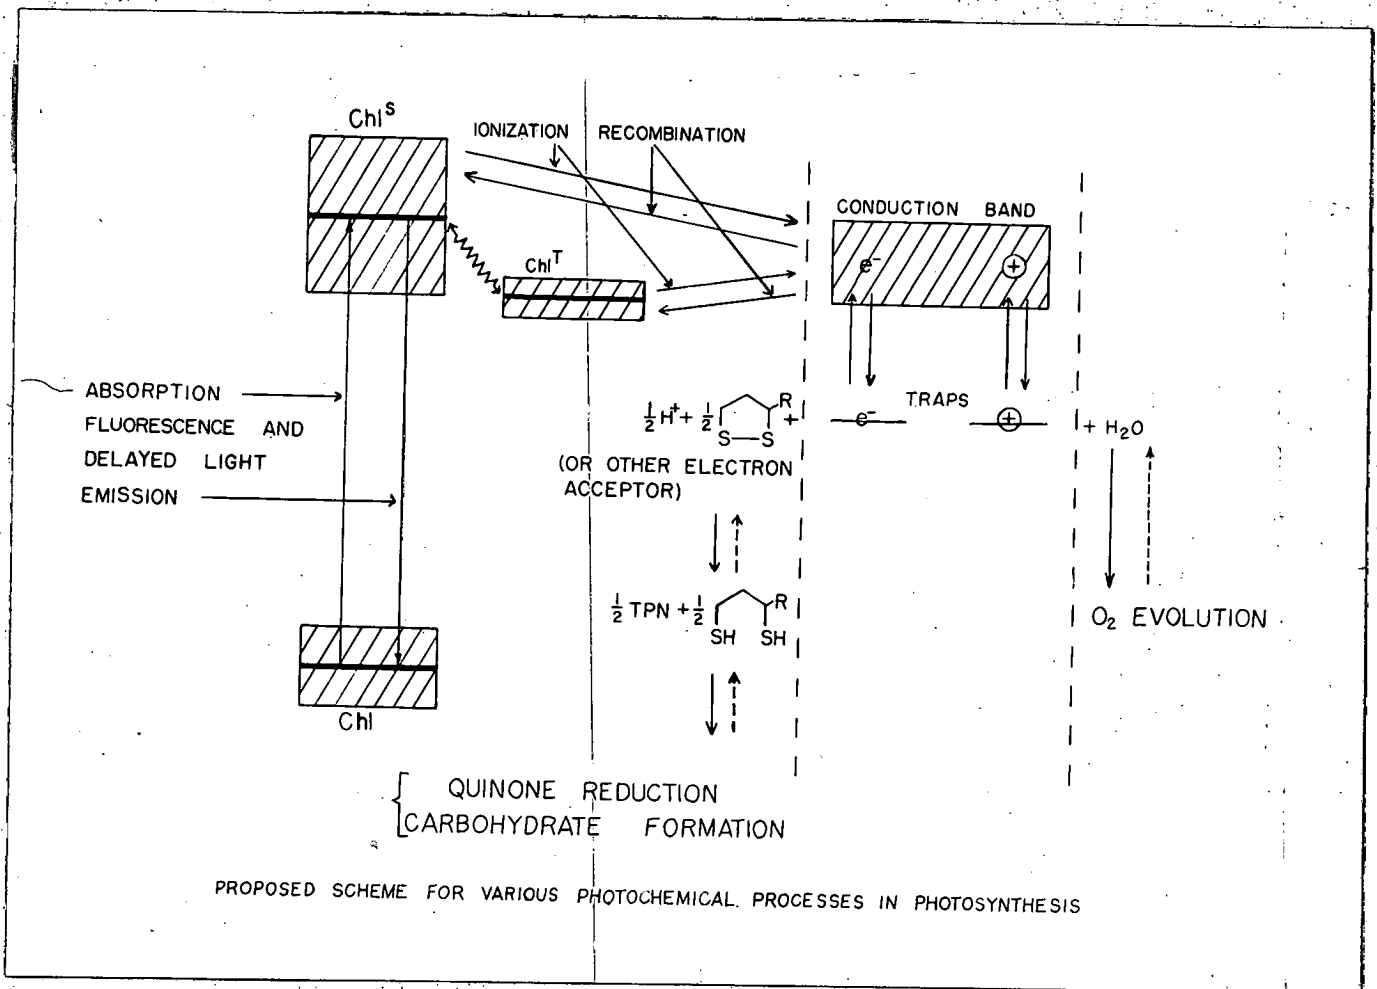 Chl^S
IONIZATION RECOMBINATION
CONDUCTION BAND
e⁻ ⊕
Chl^T
ABSORPTION
FLUORESCENCE AND
DELAYED LIGHT
EMISSION
½ H⁺ + ½ S—S R +
(OR OTHER ELECTRON
ACCEPTOR)
e⁻ TRAPS ⊕
+ H₂O
½ TPN + ½ SH SH R
O₂ EVOLUTION
Chl
QUINONE REDUCTION
CARBOHYDRATE FORMATION
PROPOSED SCHEME FOR VARIOUS PHOTOCHEMICAL. PROCESSES IN PHOTOSYNTHESIS